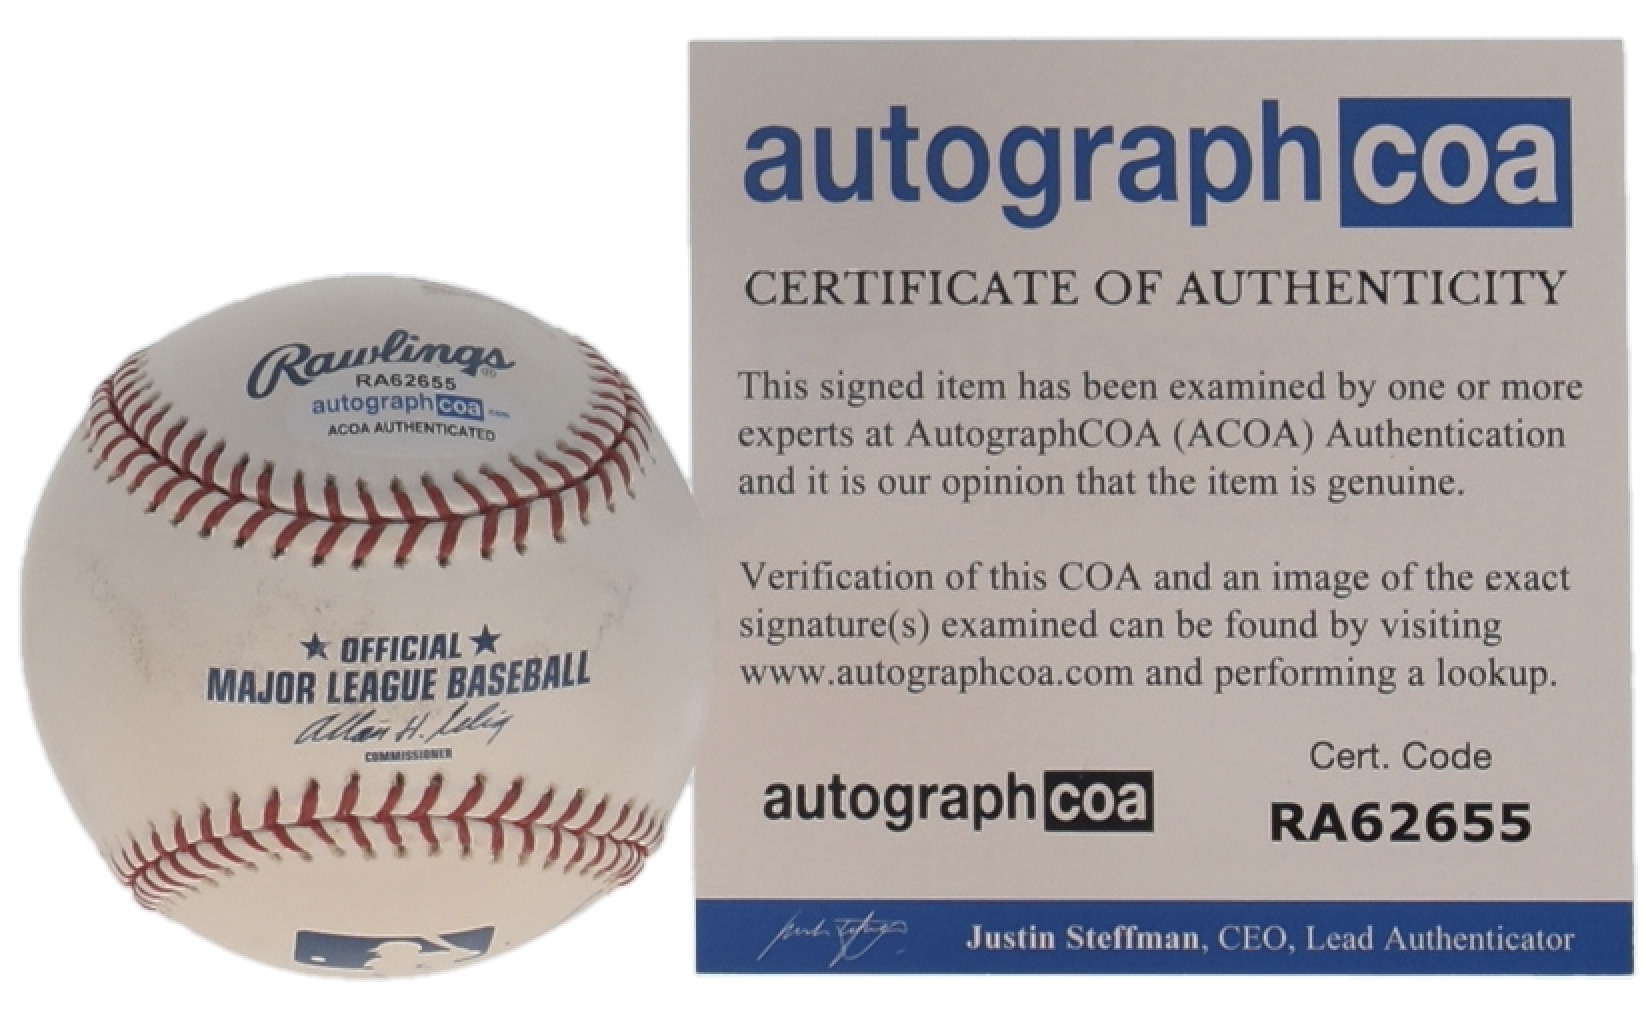 Rawlings®
RA62655
autographcoa.com
ACOA AUTHENTICATED
★ OFFICIAL ★
MAJOR LEAGUE BASEBALL
Allan H. Selig
COMMISSIONER
autographcoa
CERTIFICATE OF AUTHENTICITY
This signed item has been examined by one or more
experts at AutographCOA (ACOA) Authentication
and it is our opinion that the item is genuine.
Verification of this COA and an image of the exact
signature(s) examined can be found by visiting
www.autographcoa.com and performing a lookup.
autographcoa
Cert. Code
RA62655
Justin Steffman, CEO, Lead Authenticator